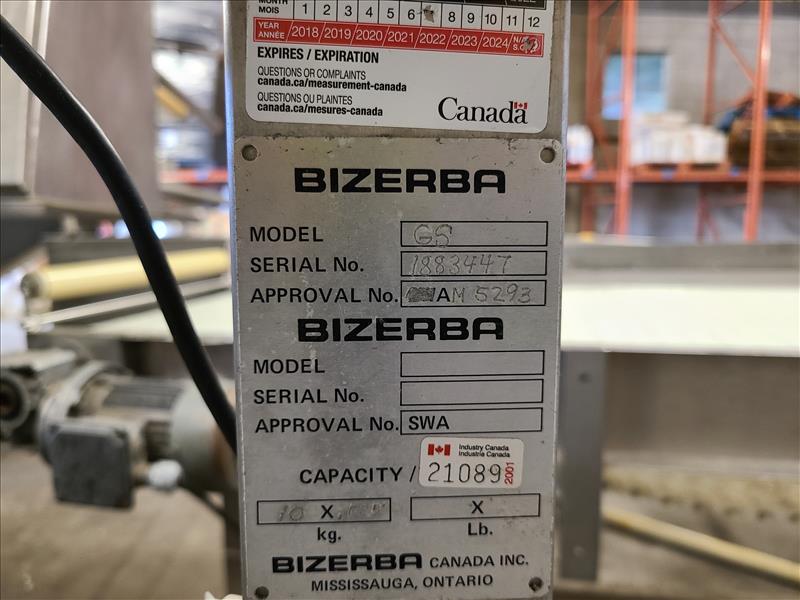 MONTH
MOIS 1 2 3 4 5 6 8 9 10 11 12
YEAR
ANNÉE 2018 2019 2020 2021 2022 2023 2024 N/A
EXPIRES / EXPIRATION
QUESTIONS OR COMPLAINTS
canada.ca/measurement-canada
QUESTIONS OU PLAINTES
canada.ca/mesures-canada
Canada
BIZERBA
MODEL GS
SERIAL No. 1883447
APPROVAL No. AM 5293
BIZERBA
MODEL
SERIAL No.
APPROVAL No. SWA
Industry Canada
Industrie Canada
CAPACITY / 21089 2001
10 X
X
kg.
Lb.
BIZERBA CANADA INC.
MISSISSAUGA, ONTARIO